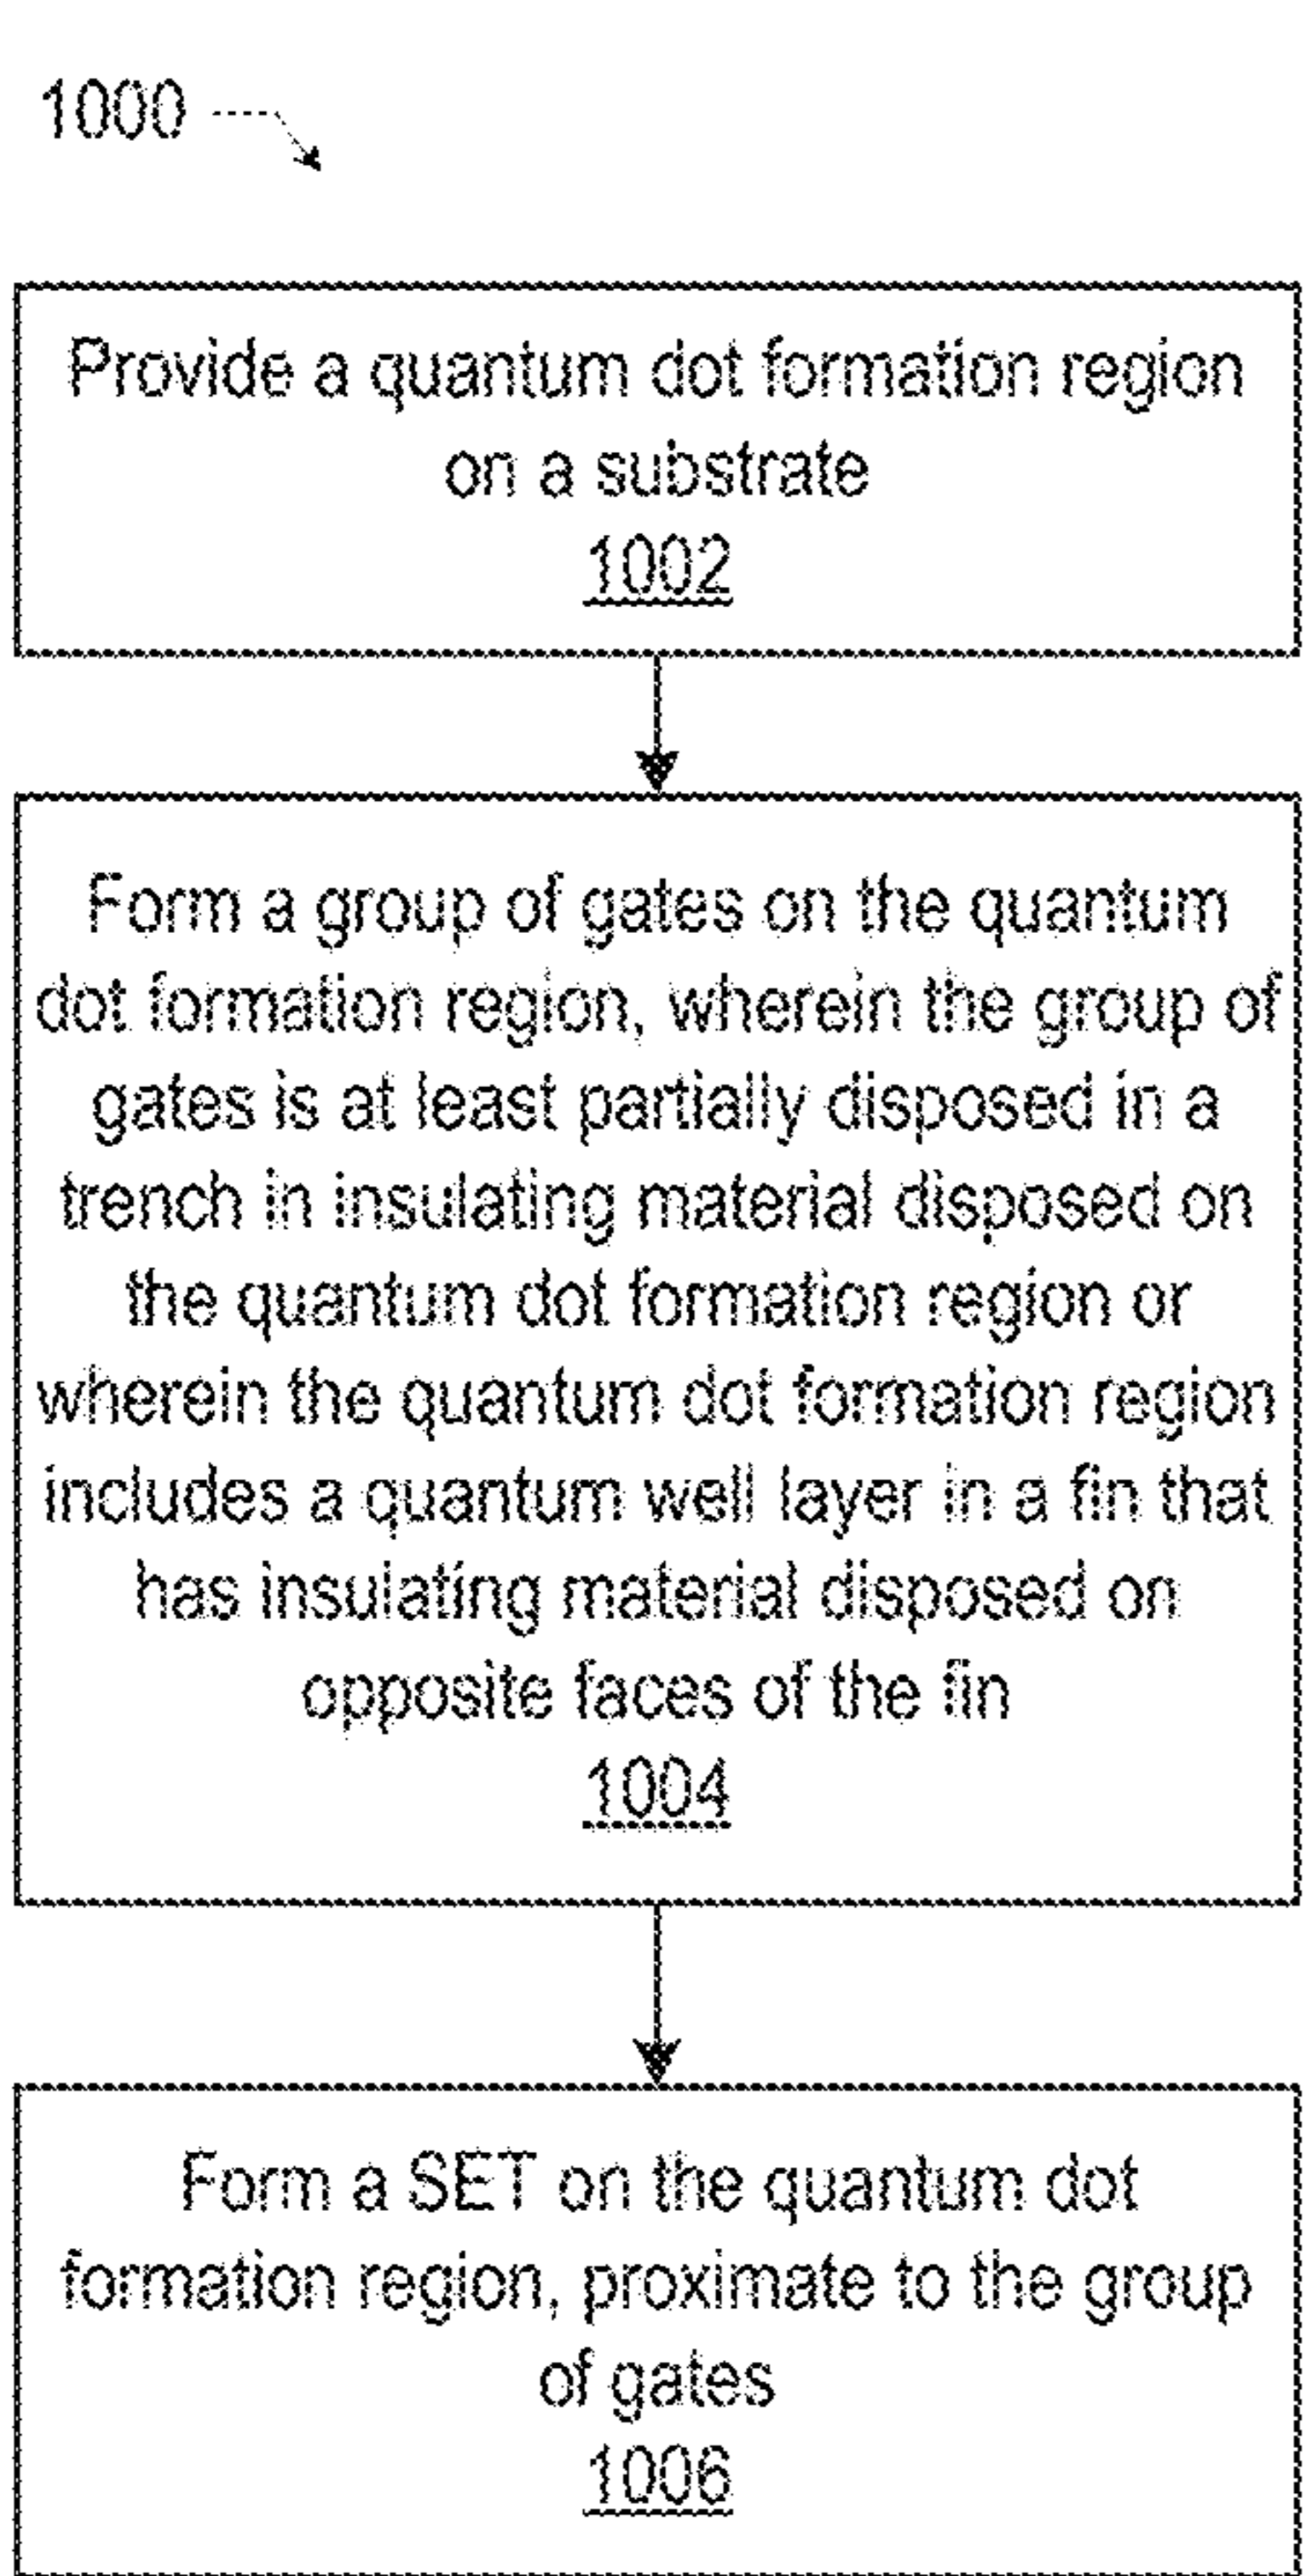 1000
Provide a quantum dot formation region
on a substrate
1002
Form a group of gates on the quantum
dot formation region, wherein the group of
gates is at least partially disposed in a
trench in insulating material disposed on
the quantum dot formation region or
wherein the quantum dot formation region
includes a quantum well layer in a fin that
has insulating material disposed on
opposite faces of the fin
1004
Form a SET on the quantum dot
formation region, proximate to the group
of gates
1006